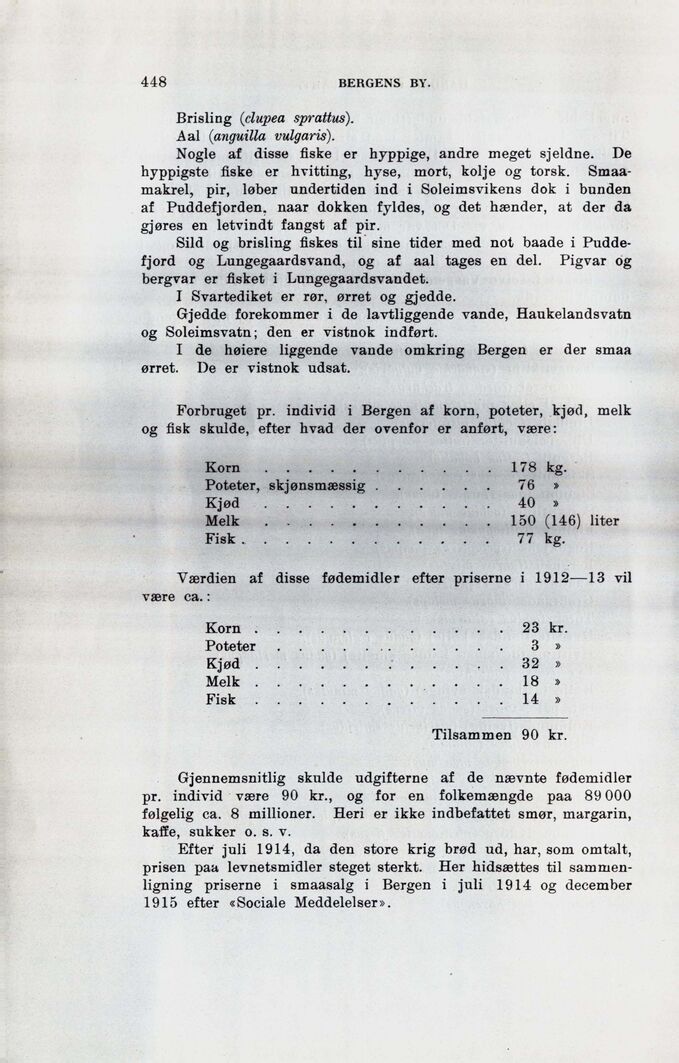 448 BERGENS BY.
Brisling (clupea sprattus).
Aal (anguilla vulgaris).
Nogle af disse fiske er hyppige, andre meget sjeldne. De
hyppigste fiske er hvitting, hyse, mort, kolje og torsk. Smaa-
makrel, pir, løber undertiden ind i Soleimsvikens dok i bunden
af Puddefjorden, naar dokken fyldes, og det hænder, at der da
gjøres en letvindt fangst af pir.
Sild og brisling fiskes til sine tider med not baade i Pudde-
fjord og Lungegaardsvand, og af aal tages en del. Pigvar og
bergvar er fisket i Lungegaardsvandet.
I Svartediket er rør, ørret og gjedde.
Gjedde forekommer i de lavtliggende vande, Haukelandsvatn
og Soleimsvatn; den er vistnok indført.
I de høiere liggende vande omkring Bergen er der smaa
ørret. De er vistnok udsat.
Forbruget pr. individ i Bergen af korn, poteter, kjød, melk
og fisk skulde, efter hvad der ovenfor er anført, være:
Korn . . . . . . . . . . . 178 kg.
Poteter, skjønsmæssig . . . . . . 76 »
Kjød . . . . . . . . . . . 40 »
Melk . . . . . . . . . . . 150 (146) liter
Fisk . . . . . . . . . . . . 77 kg.
Værdien af disse fødemidler efter priserne i 1912—13 vil
være ca.:
Korn . . . . . . . . . . . . 23 kr.
Poteter . . . . . . . . . . . 3 »
Kjød . . . . . . . . . . . . 32 »
Melk . . . . . . . . . . . . 18 »
Fisk . . . . . . . . . . . . 14 »
Tilsammen 90 kr.
Gjennemsnitlig skulde udgifterne af de nævnte fødemidler
pr. individ være 90 kr., og for en folkemængde paa 89 000
følgelig ca. 8 millioner. Heri er ikke indbefattet smør, margarin,
kaffe, sukker o. s. v.
Efter juli 1914, da den store krig brød ud, har, som omtalt,
prisen paa levnetsmidler steget sterkt. Her hidsættes til sammen-
ligning priserne i smaasalg i Bergen i juli 1914 og december
1915 efter «Sociale Meddelelser».